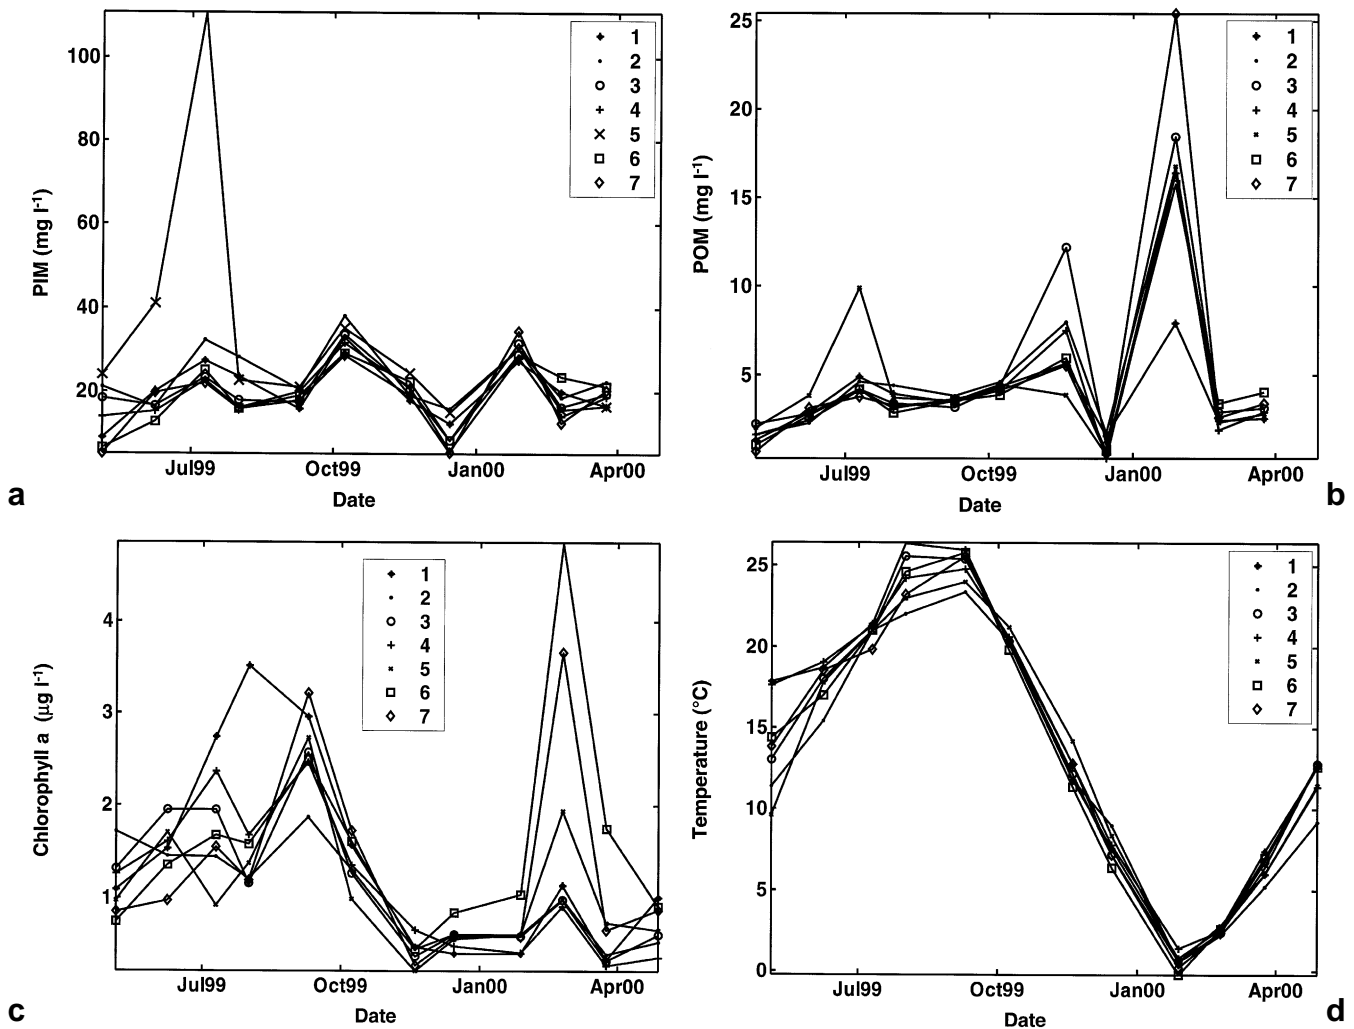 100
80
60
40
20
PIM (mg l-1)
1
2
3
4
5
6
7
Jul99
Oct99
Jan00
Apr00
Date
a
25
20
15
10
5
POM (mg l-1)
1
2
3
4
5
6
7
Jul99
Oct99
Jan00
Apr00
Date
b
4
3
2
1
Chlorophyll a (µg l-1)
1
2
3
4
5
6
7
Jul99
Oct99
Jan00
Apr00
Date
c
25
20
15
10
5
0
Temperature (°C)
1
2
3
4
5
6
7
Jul99
Oct99
Jan00
Apr00
Date
d